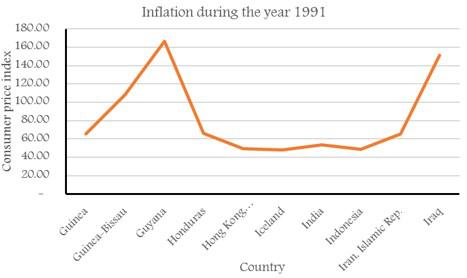 Inflation during the year 1991
Consumer price index
180.00
160.00
140.00
120.00
100.00
80.00
60.00
40.00
20.00
-
Guinea
Guinea-Bissau
Guyana
Honduras
Hong Kong...
Iceland
India
Indonesia
Iran, Islamic Rep.
Iraq
Country